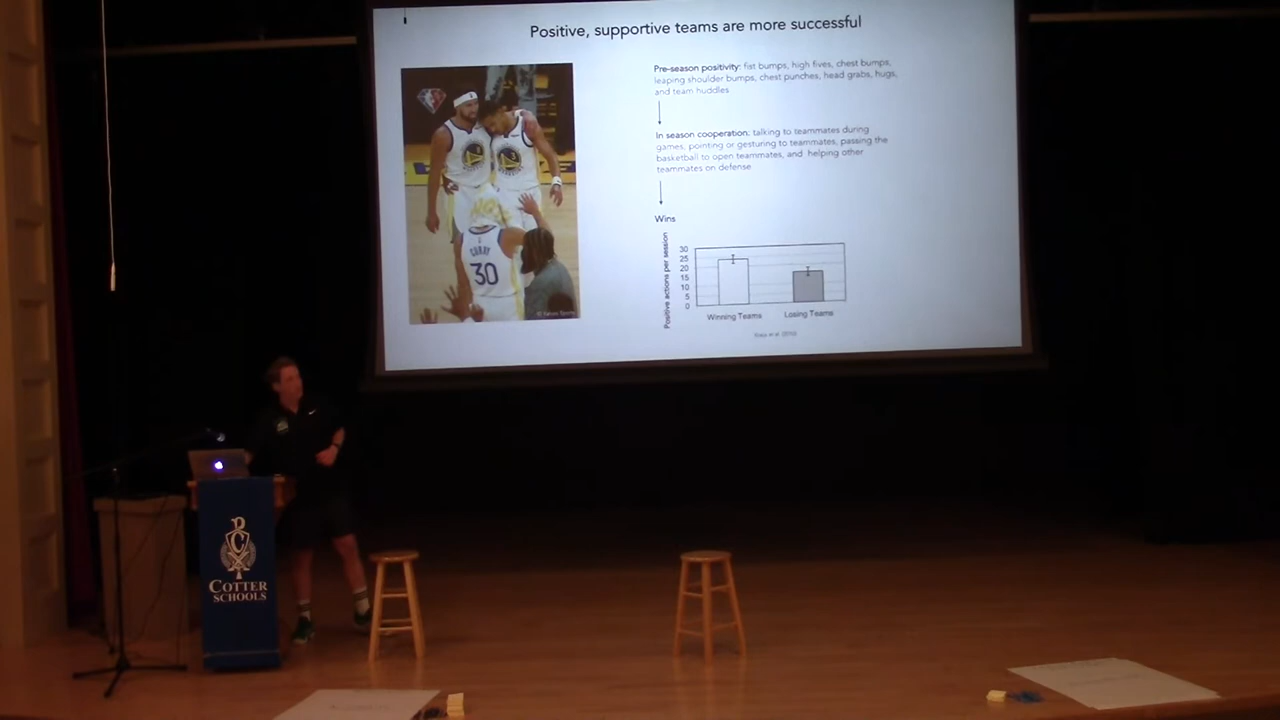 Positive, supportive teams are more successful
Pre-season positivity: fist bumps, high fives, chest bumps,
leaping shoulder bumps, chest punches, head grabs, hugs,
and team huddles
In season cooperation: talking to teammates during
games, pointing or gesturing to teammates, passing the
basketball to open teammates, and helping other
teammates on defense
Wins
Positive actions per session
30
25
20
15
10
5
0
Winning Teams
Losing Teams
CURRY
30
COTTER
SCHOOLS